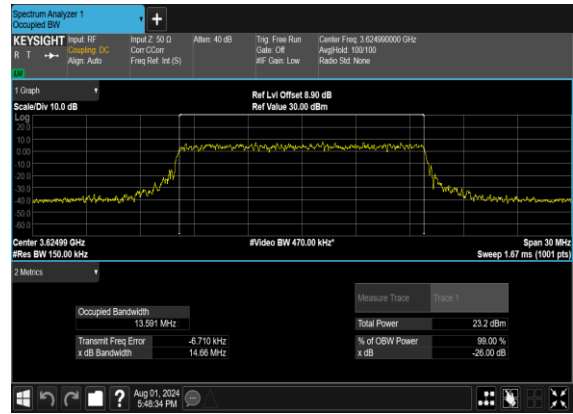 Spectrum Analyzer 1
Occupied BW
+
KEYSIGHT Input: RF Input Z: 50 Ω Atten: 40 dB Trig: Free Run Center Freq: 3.624990000 GHz
R T Coupling: DC Corr CCorr Gate: Off Avg|Hold: 100/100
Align: Auto Freq Ref: Int (S) #IF Gain: Low Radio Std: None
LW
1 Graph
Ref Lvl Offset 8.90 dB
Scale/Div 10.0 dB Ref Value 30.00 dBm
Log
20.0
10.0
0.00
-10.0
-20.0
-30.0
-40.0
-50.0
-60.0
Center 3.62499 GHz #Video BW 470.00 kHz* Span 30 MHz
#Res BW 150.00 kHz Sweep 1.67 ms (1001 pts)
2 Metrics
Measure Trace Trace 1
Occupied Bandwidth
13.591 MHz Total Power 23.2 dBm
Transmit Freq Error -6.710 kHz % of OBW Power 99.00 %
x dB Bandwidth 14.66 MHz x dB -26.00 dB
?
Aug 01, 2024
5:48:34 PM